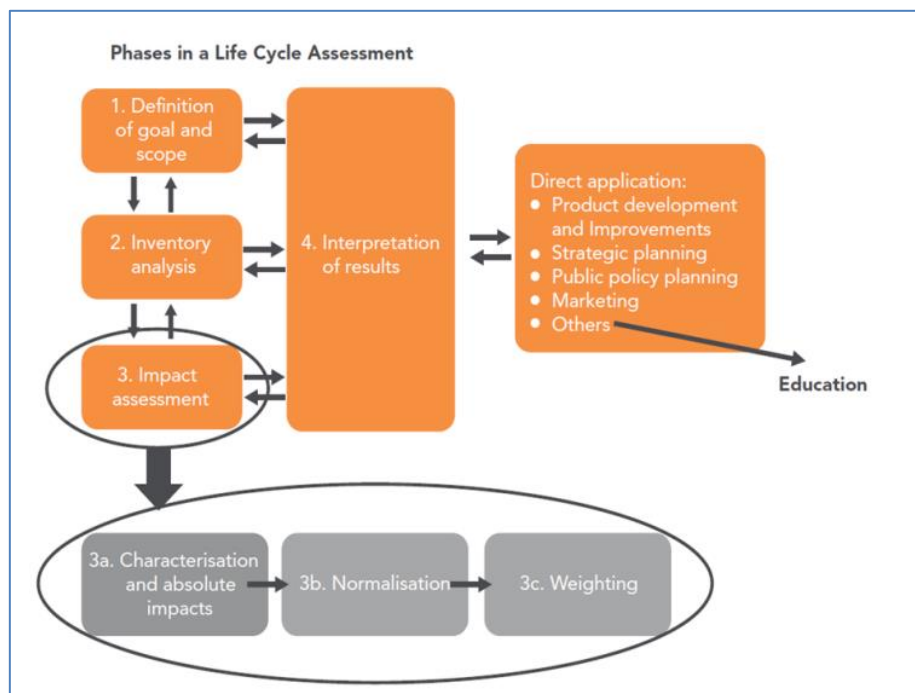 Phases in a Life Cycle Assessment
1. Definition
of goal and
scope
2. Inventory
analysis
3. Impact
assessment
4. Interpretation
of results
Direct application:
● Product development
and Improvements
● Strategic planning
● Public policy planning
● Marketing
● Others
Education
3a. Characterisation
and absolute
impacts
3b. Normalisation
3c. Weighting